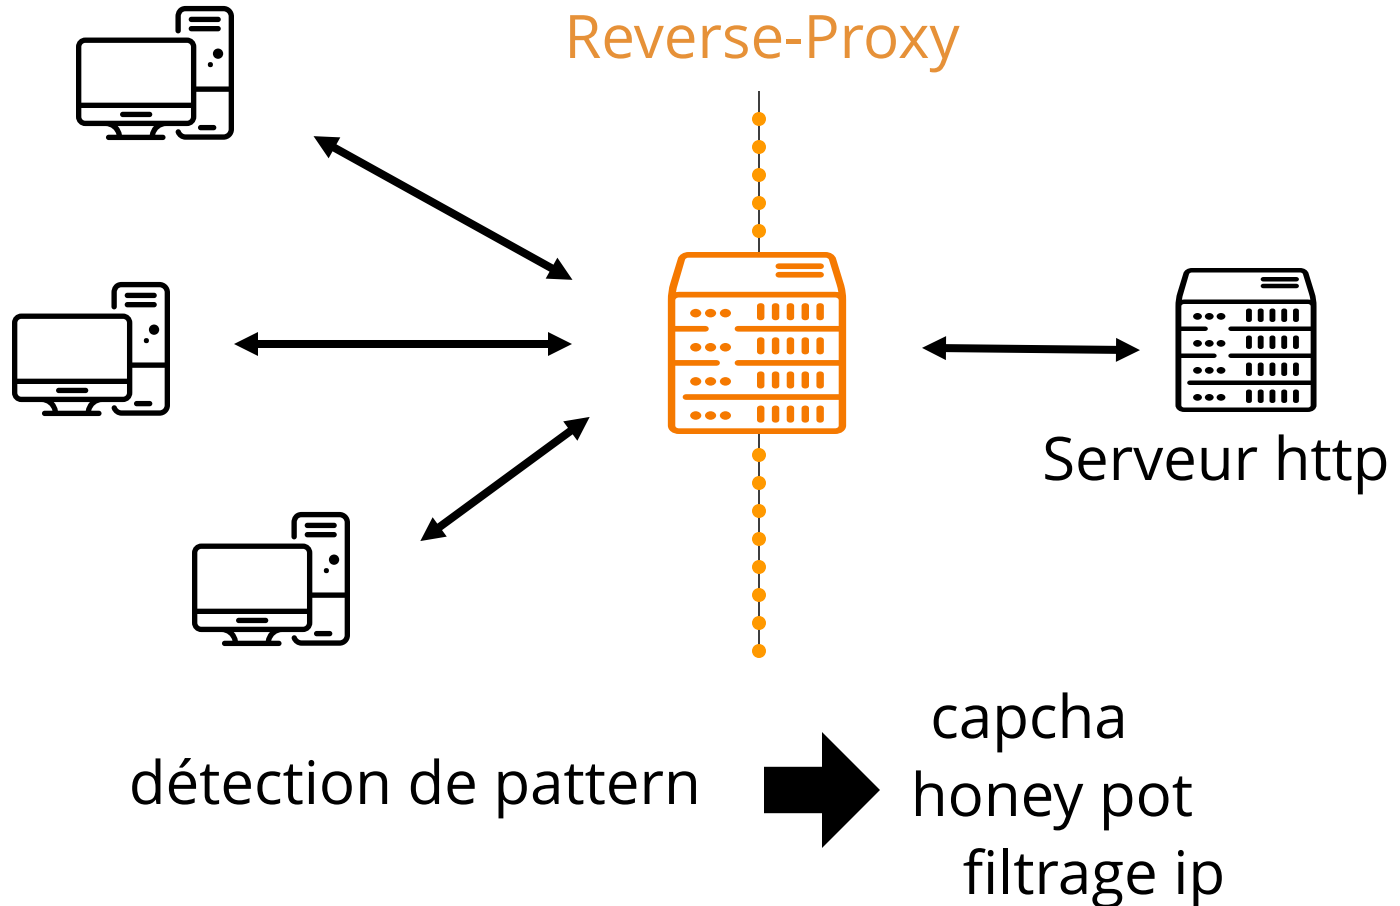 Reverse-Proxy
Serveur http
détection de pattern
capcha
honey pot
filtrage ip